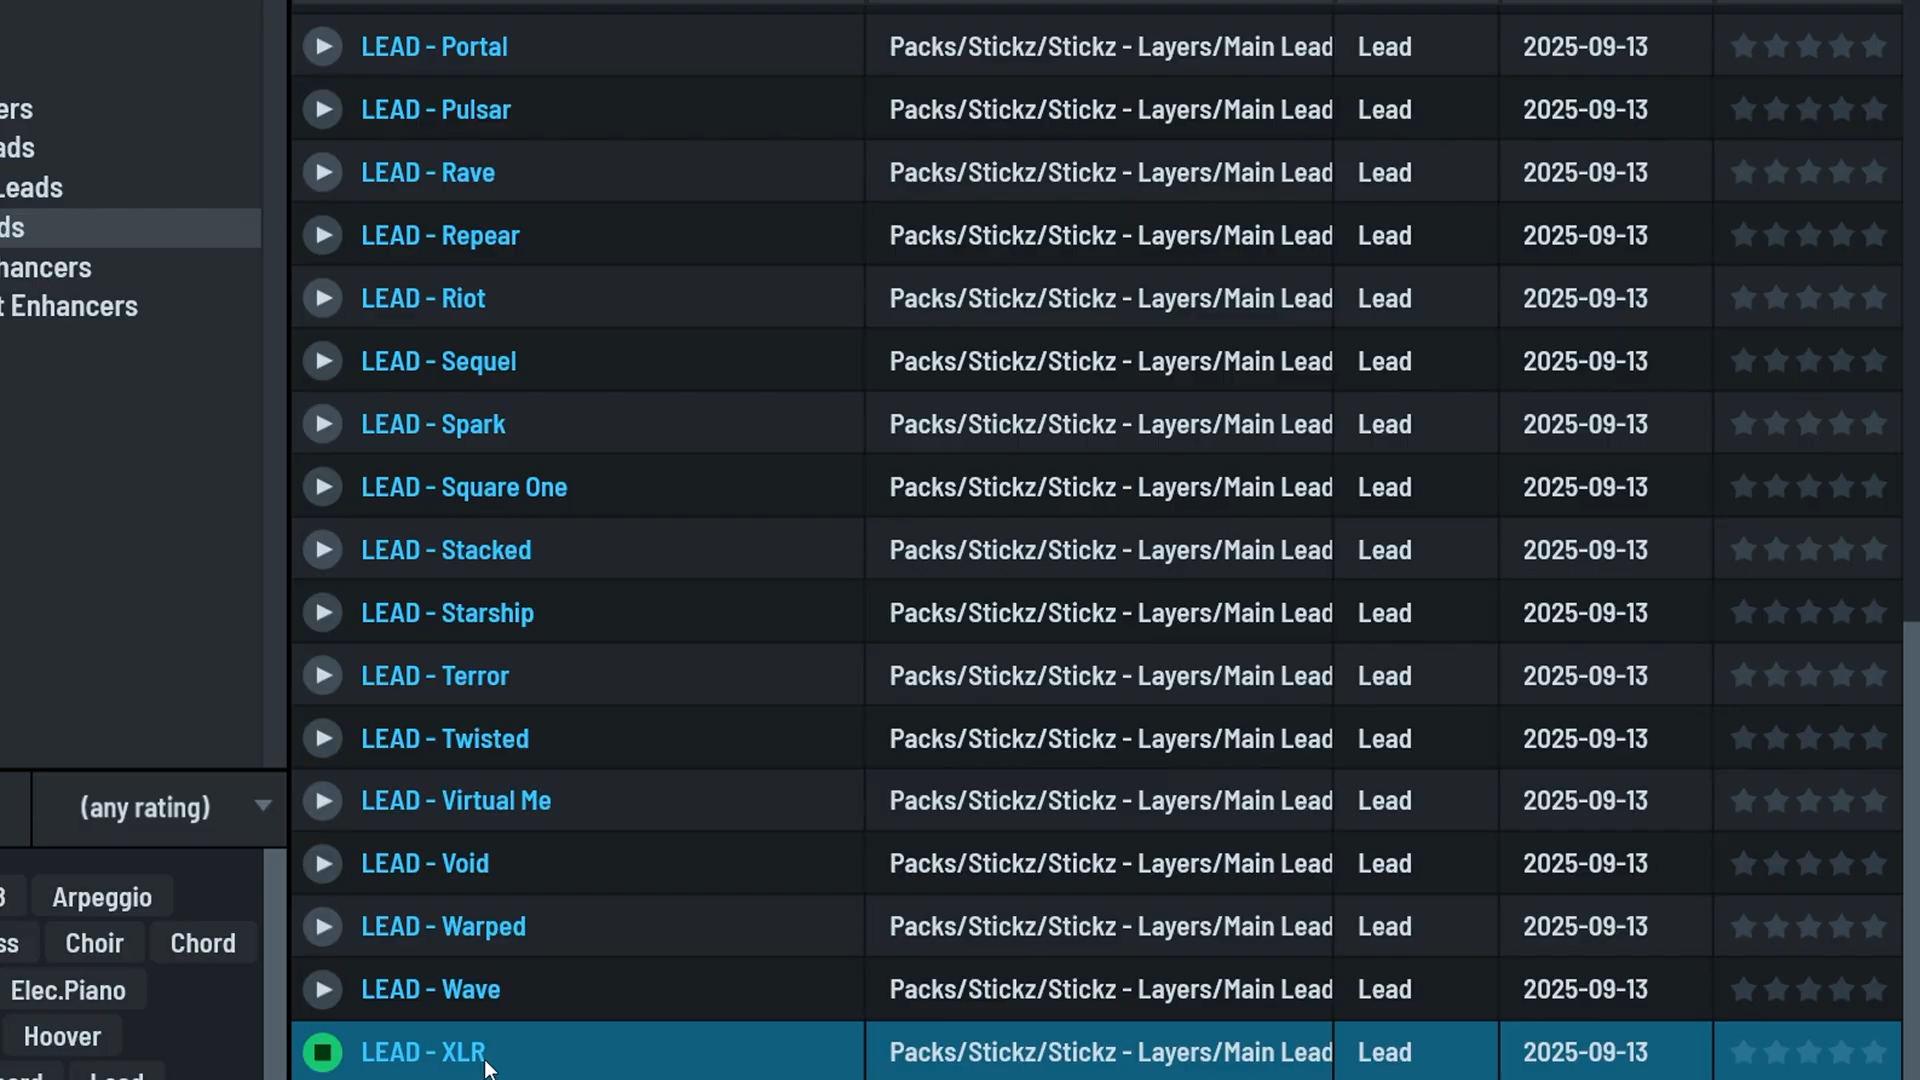 LEAD - Portal Packs/Stickz/Stickz - Layers/Main Lead Lead 2025-09-13
LEAD - Pulsar Packs/Stickz/Stickz - Layers/Main Lead Lead 2025-09-13
LEAD - Rave Packs/Stickz/Stickz - Layers/Main Lead Lead 2025-09-13
LEAD - Repear Packs/Stickz/Stickz - Layers/Main Lead Lead 2025-09-13
LEAD - Riot Packs/Stickz/Stickz - Layers/Main Lead Lead 2025-09-13
LEAD - Sequel Packs/Stickz/Stickz - Layers/Main Lead Lead 2025-09-13
LEAD - Spark Packs/Stickz/Stickz - Layers/Main Lead Lead 2025-09-13
LEAD - Square One Packs/Stickz/Stickz - Layers/Main Lead Lead 2025-09-13
LEAD - Stacked Packs/Stickz/Stickz - Layers/Main Lead Lead 2025-09-13
LEAD - Starship Packs/Stickz/Stickz - Layers/Main Lead Lead 2025-09-13
LEAD - Terror Packs/Stickz/Stickz - Layers/Main Lead Lead 2025-09-13
LEAD - Twisted Packs/Stickz/Stickz - Layers/Main Lead Lead 2025-09-13
LEAD - Virtual Me Packs/Stickz/Stickz - Layers/Main Lead Lead 2025-09-13
LEAD - Void Packs/Stickz/Stickz - Layers/Main Lead Lead 2025-09-13
LEAD - Warped Packs/Stickz/Stickz - Layers/Main Lead Lead 2025-09-13
LEAD - Wave Packs/Stickz/Stickz - Layers/Main Lead Lead 2025-09-13
LEAD - XLR Packs/Stickz/Stickz - Layers/Main Lead Lead 2025-09-13
ers
ads
Leads
ds
hancers
t Enhancers
(any rating)
Arpeggio
ss Choir Chord
Elec.Piano
Hoover
Lead